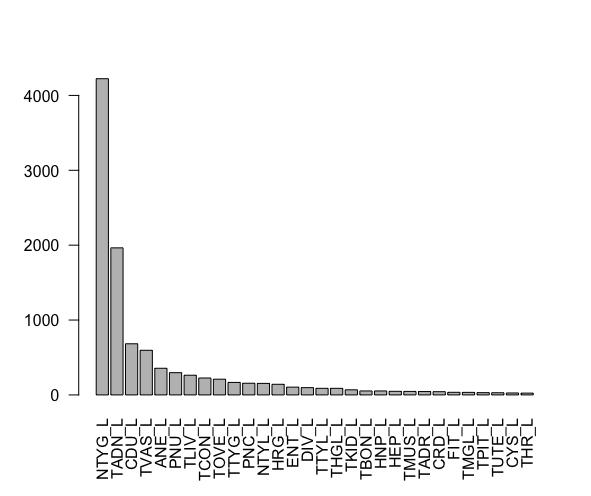 4000
3000
2000
1000
0
NTYG_L
TADN_L
CDU_L
TVAS_L
ANE_L
PNU_L
TLIV_L
TCON_L
TOVE_L
TTYG_L
PNC_L
NTYL_L
HRG_L
ENT_L
DIV_L
TTYL_L
THGL_L
TKID_L
TBON_L
HNP_L
HEP_L
TMUS_L
TADR_L
CRD_L
FIT_L
TMGL_L
TPIT_L
TUTE_L
CYS_L
THR_L